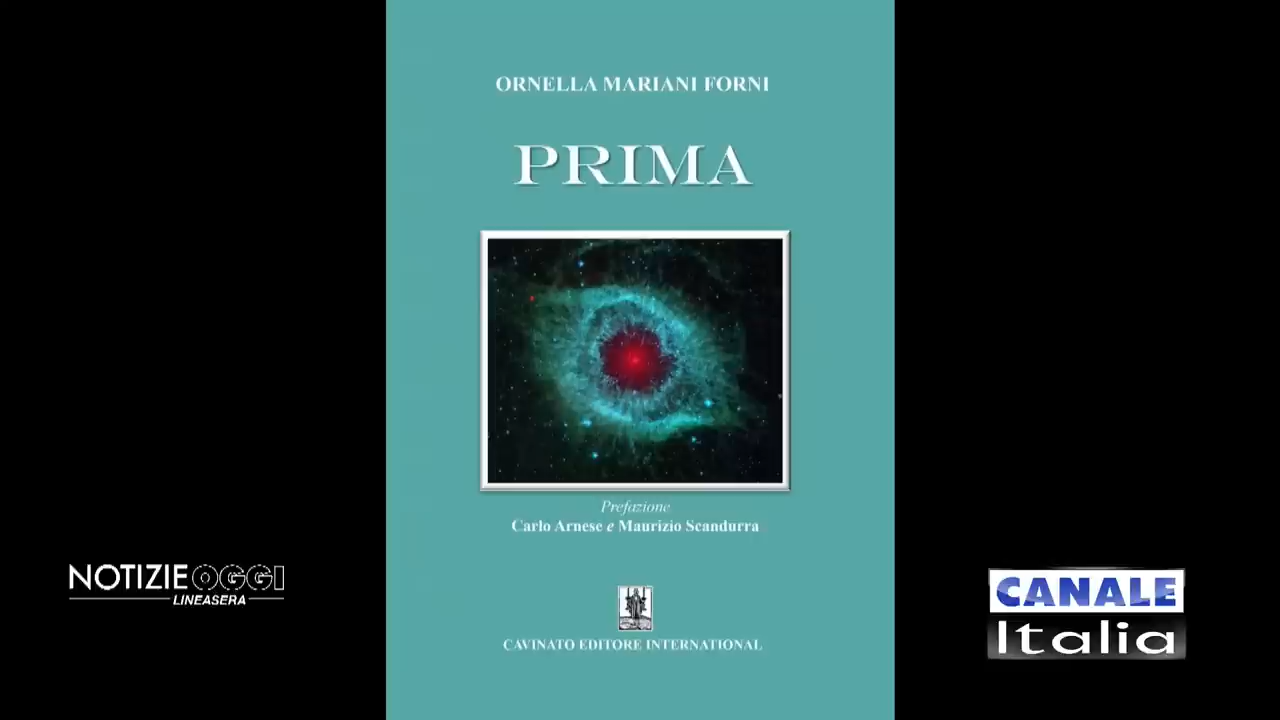 ORNELLA MARIANI FORNI
PRIMA
Prefazione
Carlo Arnese e Maurizio Scandurra
CAVINATO EDITORE INTERNATIONAL
NOTIZIE OGGI
LINEASERA
CANALE
Italia